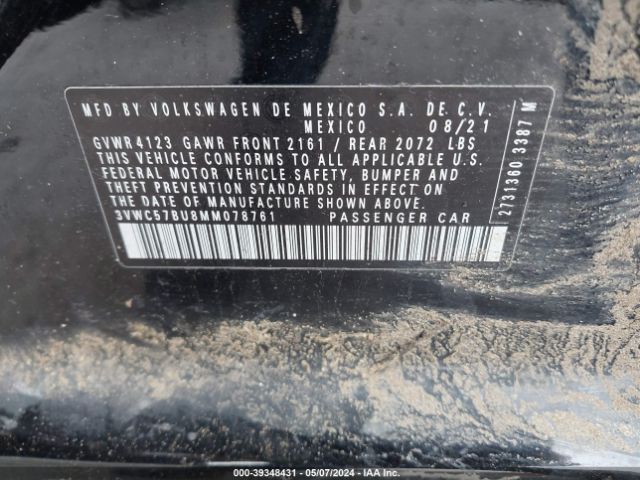 MFD BY VOLKSWAGEN DE MEXICO S.A. DE C.V.
MEXICO 08/21
GVWR 4123 GAWR FRONT 2161 / REAR 2072 LBS
THIS VEHICLE CONFORMS TO ALL APPLICABLE U.S.
FEDERAL MOTOR VEHICLE SAFETY, BUMPER AND
THEFT PREVENTION STANDARDS IN EFFECT ON
THE DATE OF MANUFACTURE SHOWN ABOVE.
3VWC57BU8MM078761 PASSENGER CAR
2731360 3387 M
000-39348431 - 05/07/2024 - IAA Inc.